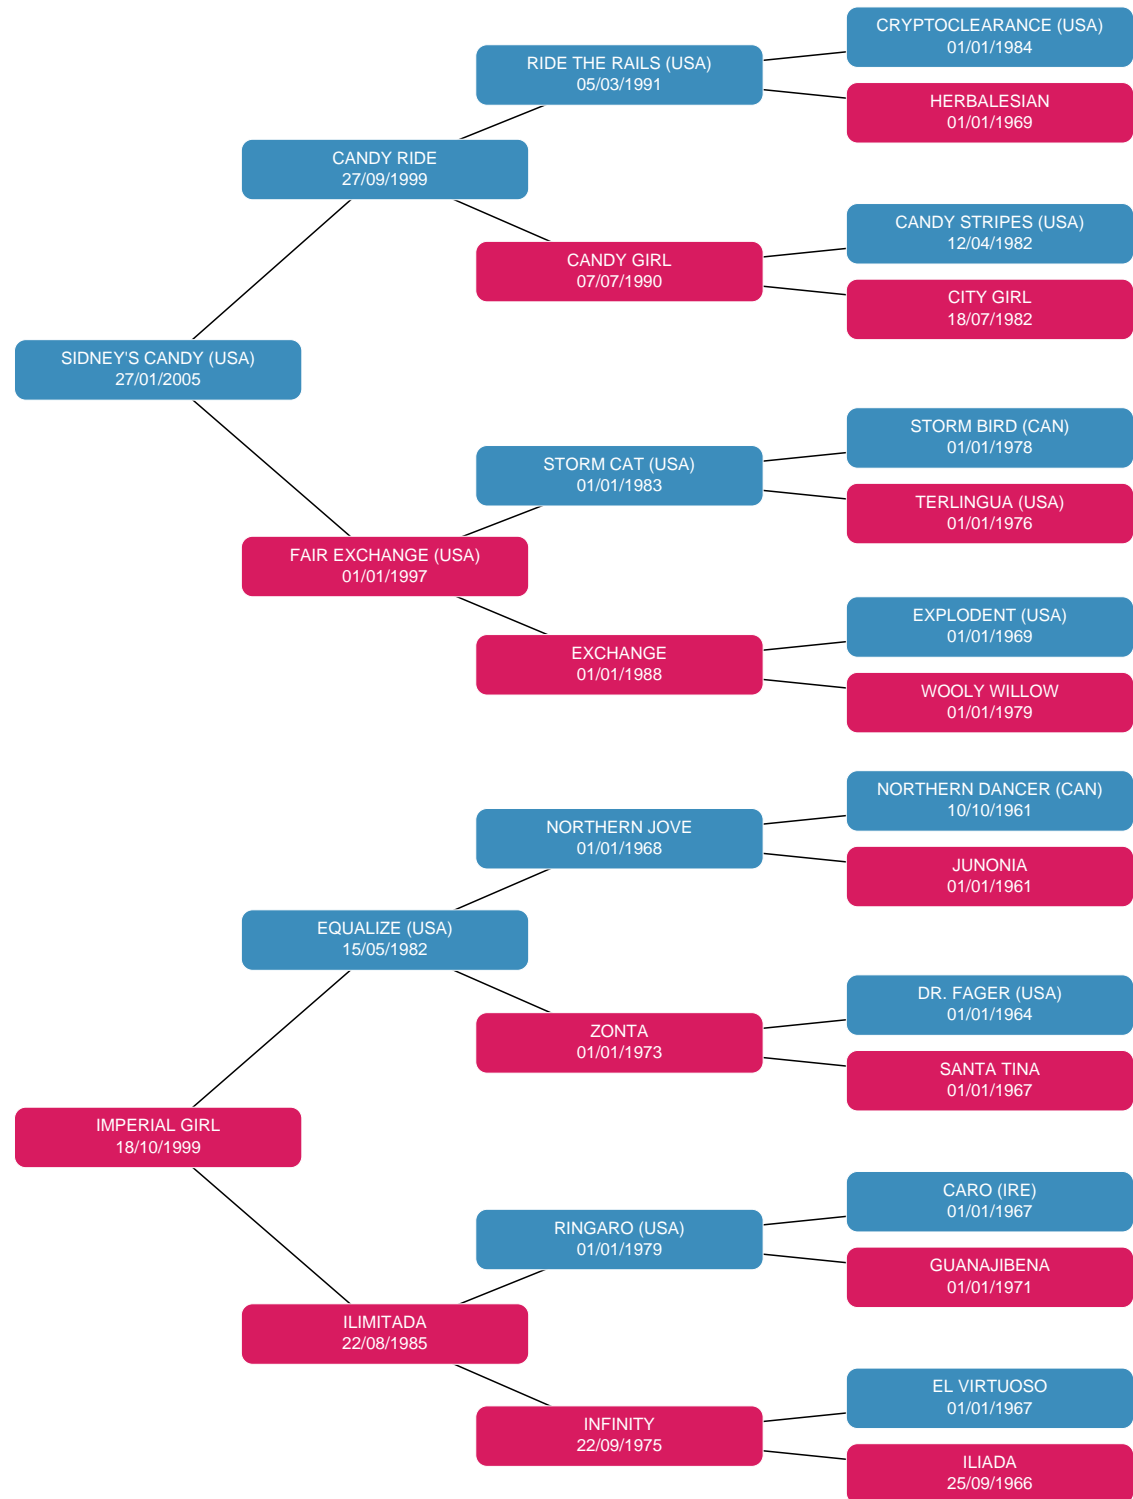 CRYPTOCLEARANCE (USA)
01/01/1984
RIDE THE RAILS (USA)
05/03/1991
HERBALESIAN
01/01/1969
CANDY RIDE
27/09/1999
CANDY STRIPES (USA)
12/04/1982
CANDY GIRL
07/07/1990
CITY GIRL
18/07/1982
SIDNEY'S CANDY (USA)
27/01/2005
STORM BIRD (CAN)
01/01/1978
STORM CAT (USA)
01/01/1983
TERLINGUA (USA)
01/01/1976
FAIR EXCHANGE (USA)
01/01/1997
EXPLODENT (USA)
01/01/1969
EXCHANGE
01/01/1988
WOOLY WILLOW
01/01/1979
NORTHERN DANCER (CAN)
10/10/1961
NORTHERN JOVE
01/01/1968
JUNONIA
01/01/1961
EQUALIZE (USA)
15/05/1982
DR. FAGER (USA)
01/01/1964
ZONTA
01/01/1973
SANTA TINA
01/01/1967
IMPERIAL GIRL
18/10/1999
CARO (IRE)
01/01/1967
RINGARO (USA)
01/01/1979
GUANAJIBENA
01/01/1971
ILIMITADA
22/08/1985
EL VIRTUOSO
01/01/1967
INFINITY
22/09/1975
ILIADA
25/09/1966